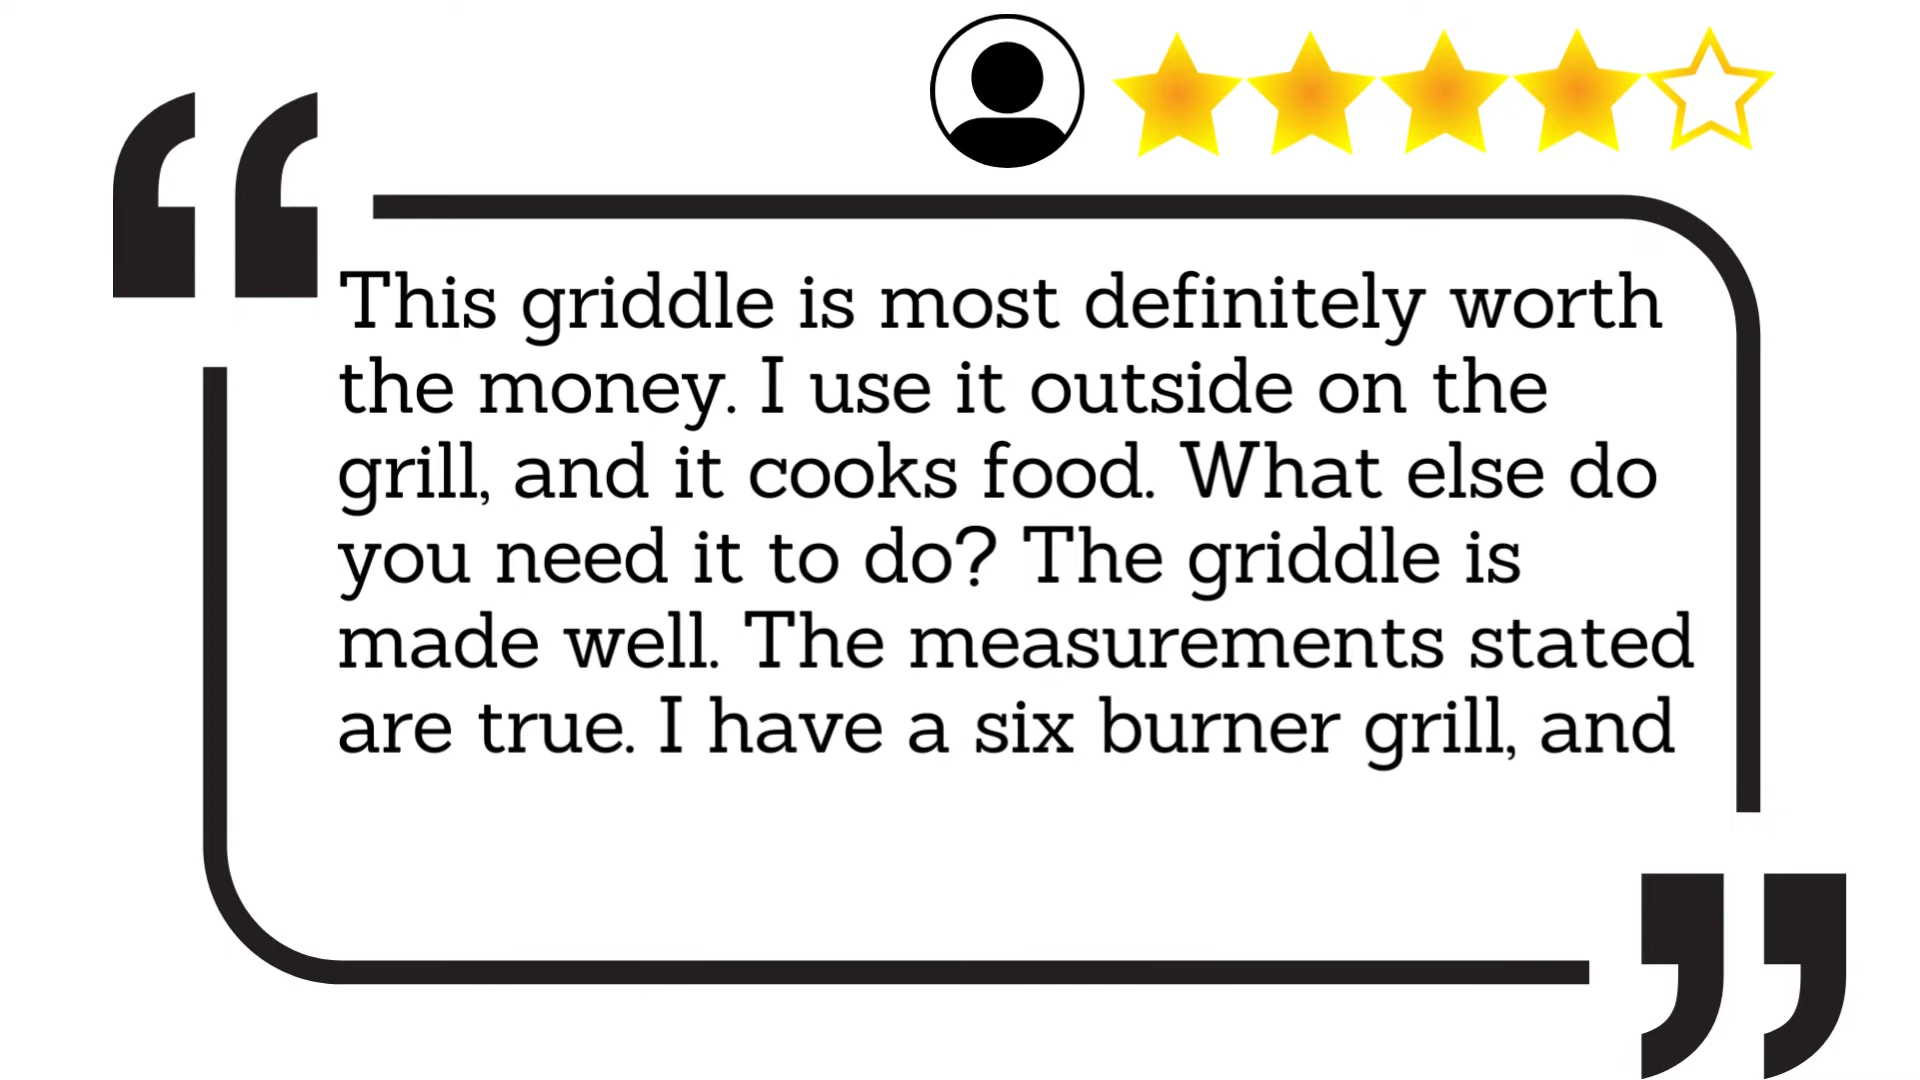 This griddle is most definitely worth
the money. I use it outside on the
grill, and it cooks food. What else do
you need it to do? The griddle is
made well. The measurements stated
are true. I have a six burner grill, and